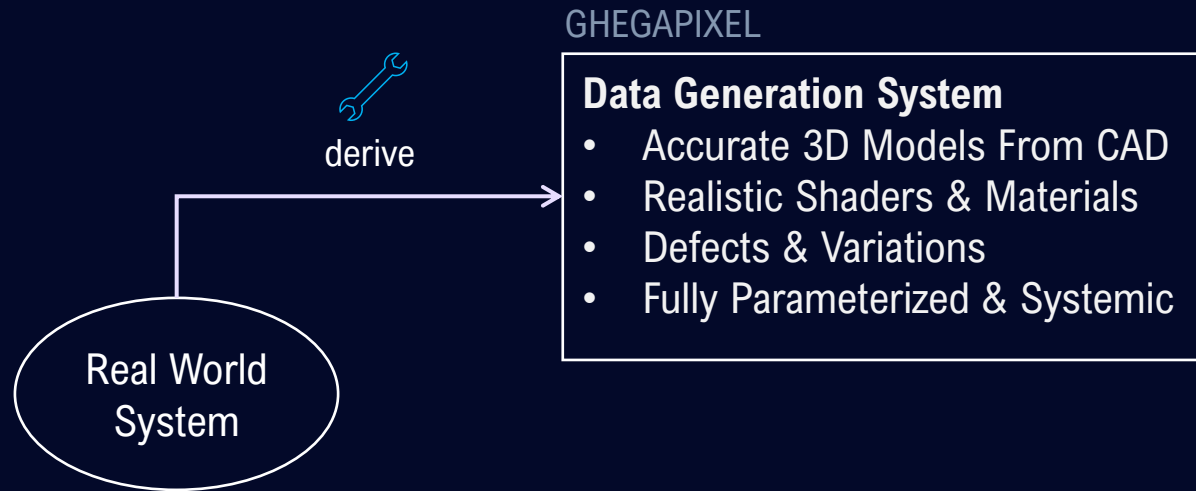 GHEGAPIXEL
derive
Data Generation System
• Accurate 3D Models From CAD
• Realistic Shaders & Materials
• Defects & Variations
• Fully Parameterized & Systemic
Real World
System